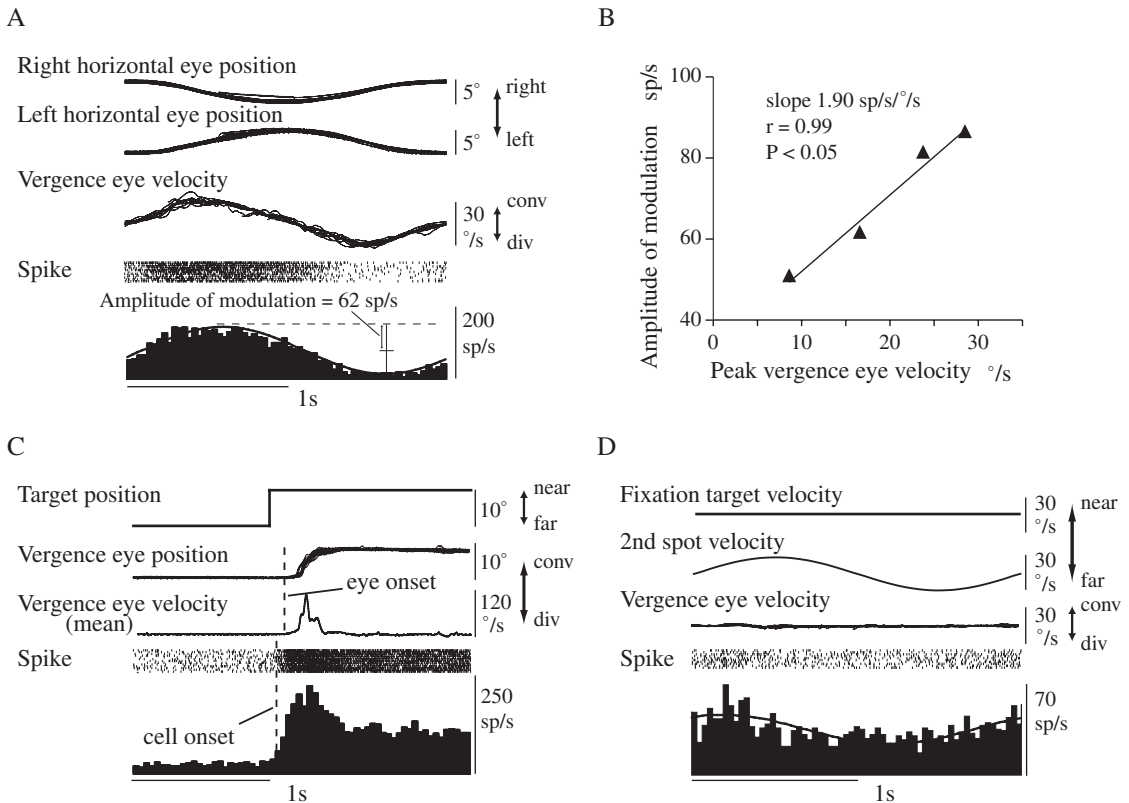 A
Right horizontal eye position
5°
right
Left horizontal eye position
5°
left
Vergence eye velocity
30
°/s
conv
div
Spike
Amplitude of modulation = 62 sp/s
200
sp/s
1s
B
Amplitude of modulation sp/s
100
80
60
40
slope 1.90 sp/s/°/s
r = 0.99
P < 0.05
0
10
20
30
Peak vergence eye velocity °/s
C
Target position
10°
near
far
Vergence eye position
10°
conv
eye onset
Vergence eye velocity
(mean)
120
°/s
div
Spike
cell onset
250
sp/s
1s
D
Fixation target velocity
30
°/s
near
2nd spot velocity
30
°/s
far
Vergence eye velocity
30
°/s
conv
div
Spike
70
sp/s
1s